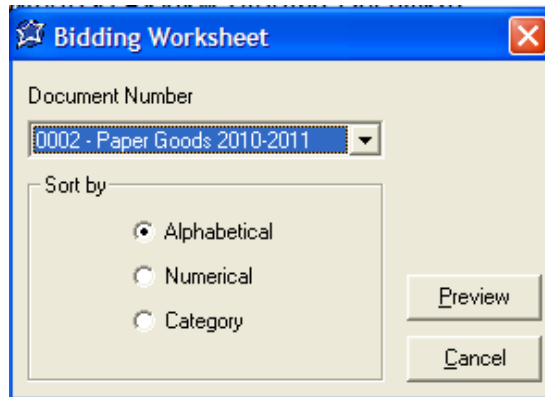 Bidding Worksheet
Document Number
0002 - Paper Goods 2010-2011
Sort by
Alphabetical
Numerical
Category
Preview
Cancel